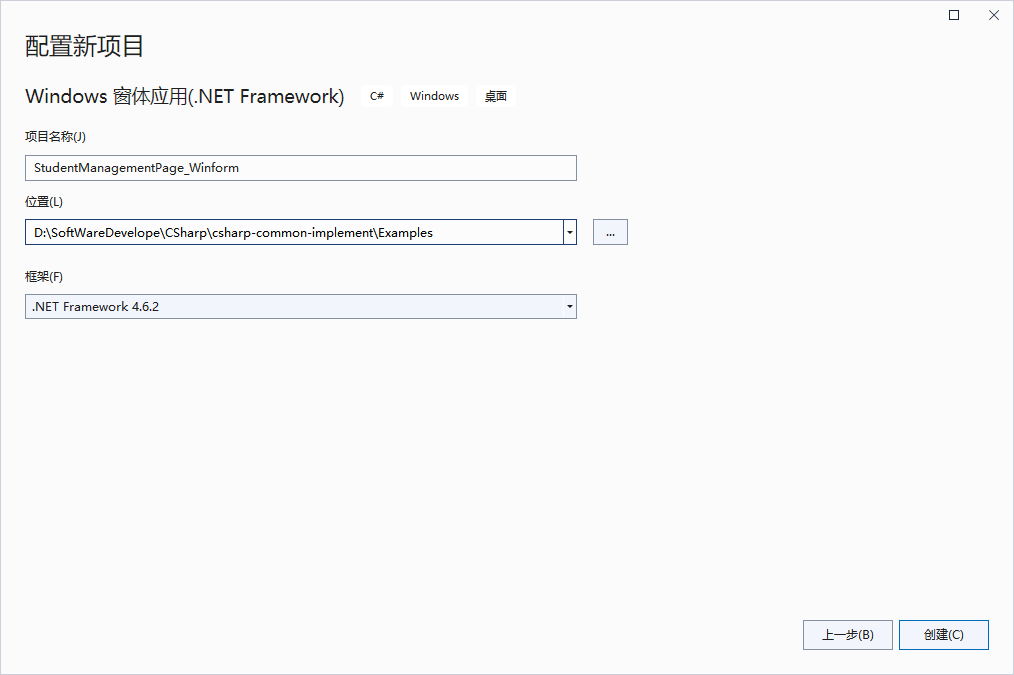 配置新项目
Windows 窗体应用(.NET Framework) C# Windows 桌面
项目名称(J)
StudentManagementPage_Winform
位置(L)
D:\SoftWareDevelope\CSharp\csharp-common-implement\Examples ...
框架(F)
.NET Framework 4.6.2
上一步(B) 创建(C)